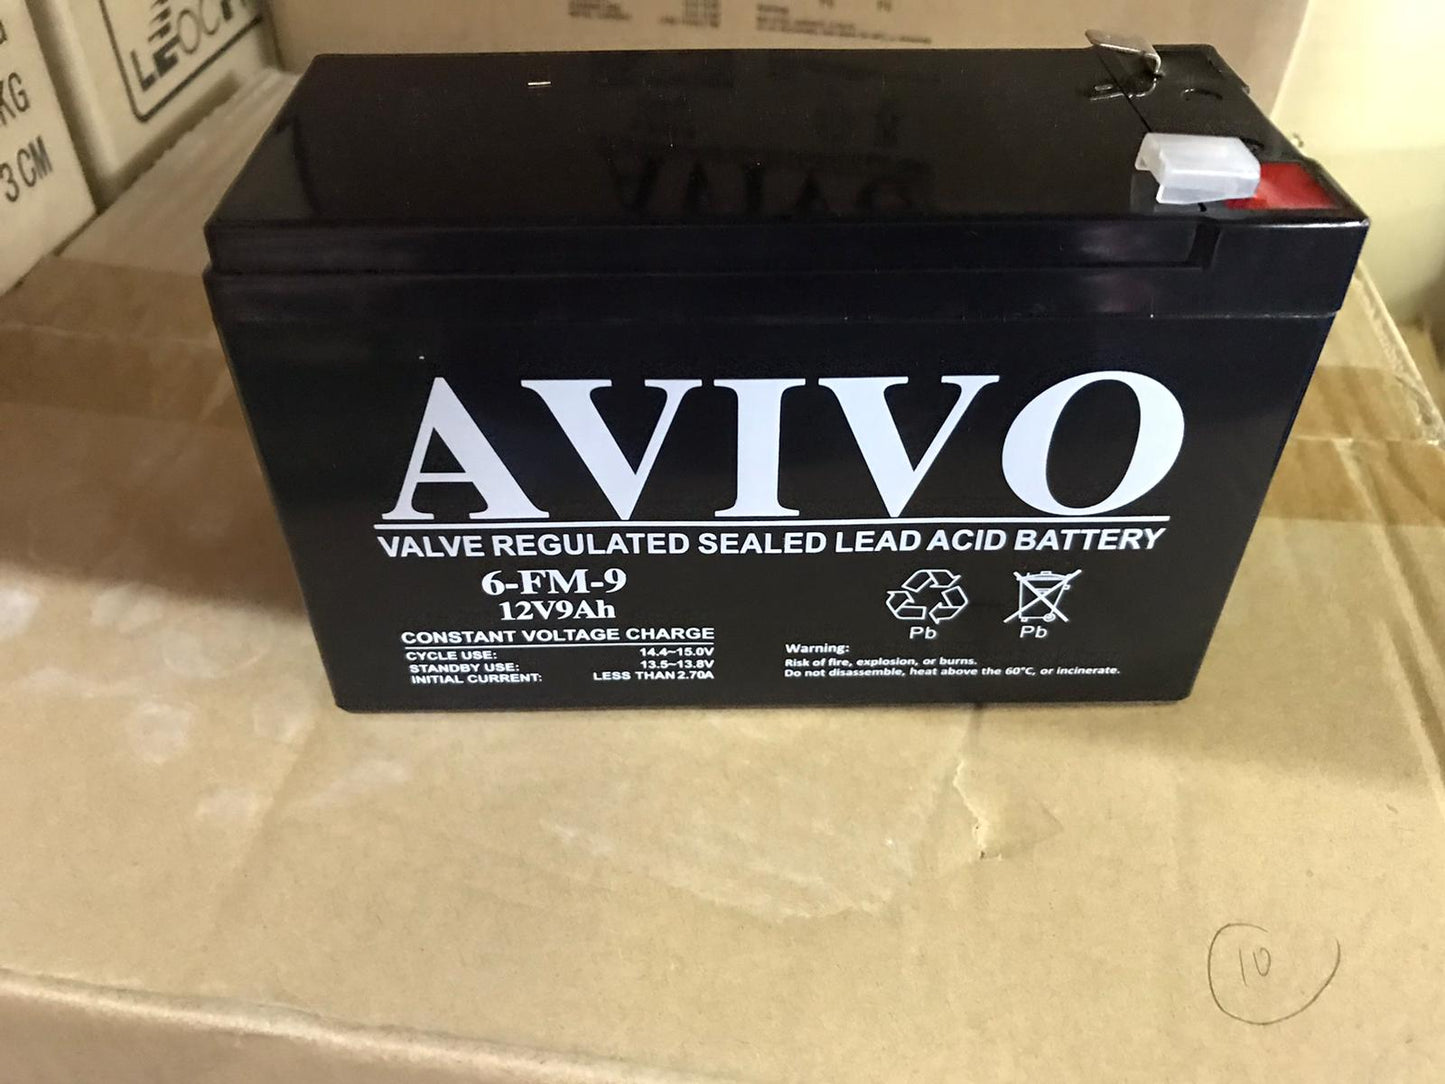 LEOCH
KG
3 CM
AVIVO
VALVE REGULATED SEALED LEAD ACID BATTERY
6-FM-9
12V9Ah
CONSTANT VOLTAGE CHARGE
CYCLE USE: 14.4~15.0V
STANDBY USE: 13.5~13.8V
INITIAL CURRENT: LESS THAN 2.70A
Pb
Pb
Warning:
Risk of fire, explosion, or burns.
Do not disassemble, heat above the 60°C, or incinerate.
10